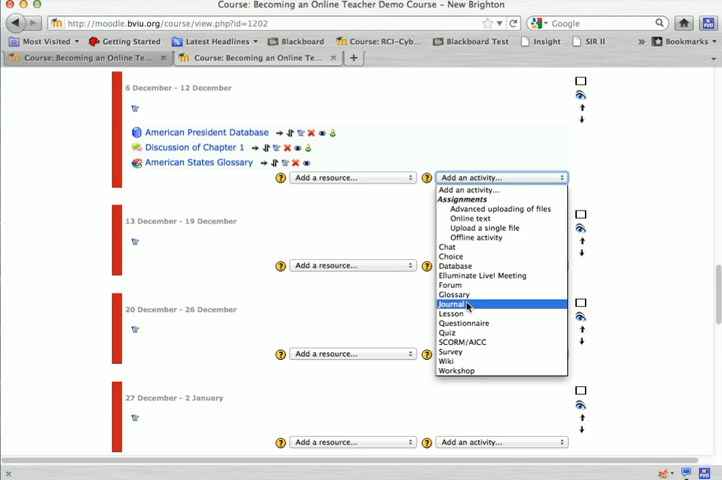 Course: Becoming an Online Teacher Demo Course - New Brighton
http://moodle.bviu.org/course/view.php?id=1202
Google
Most Visited
Getting Started
Latest Headlines
Blackboard
Course: RCI-Cyb...
Blackboard Test
Insight
SIR II
Bookmarks
Course: Becoming an Online Te...
Course: Becoming an Online Te...
6 December - 12 December
American President Database
Discussion of Chapter 1
American States Glossary
Add a resource...
Add an activity...
Add an activity...
Assignments
Advanced uploading of files
Online text
Upload a single file
Offline activity
Chat
Choice
Database
Elluminate Live! Meeting
Forum
Glossary
Journal
Lesson
Questionnaire
Quiz
SCORM/AICC
Survey
Wiki
Workshop
13 December - 19 December
Add a resource...
20 December - 26 December
Add a resource...
27 December - 2 January
Add a resource...
Add an activity...